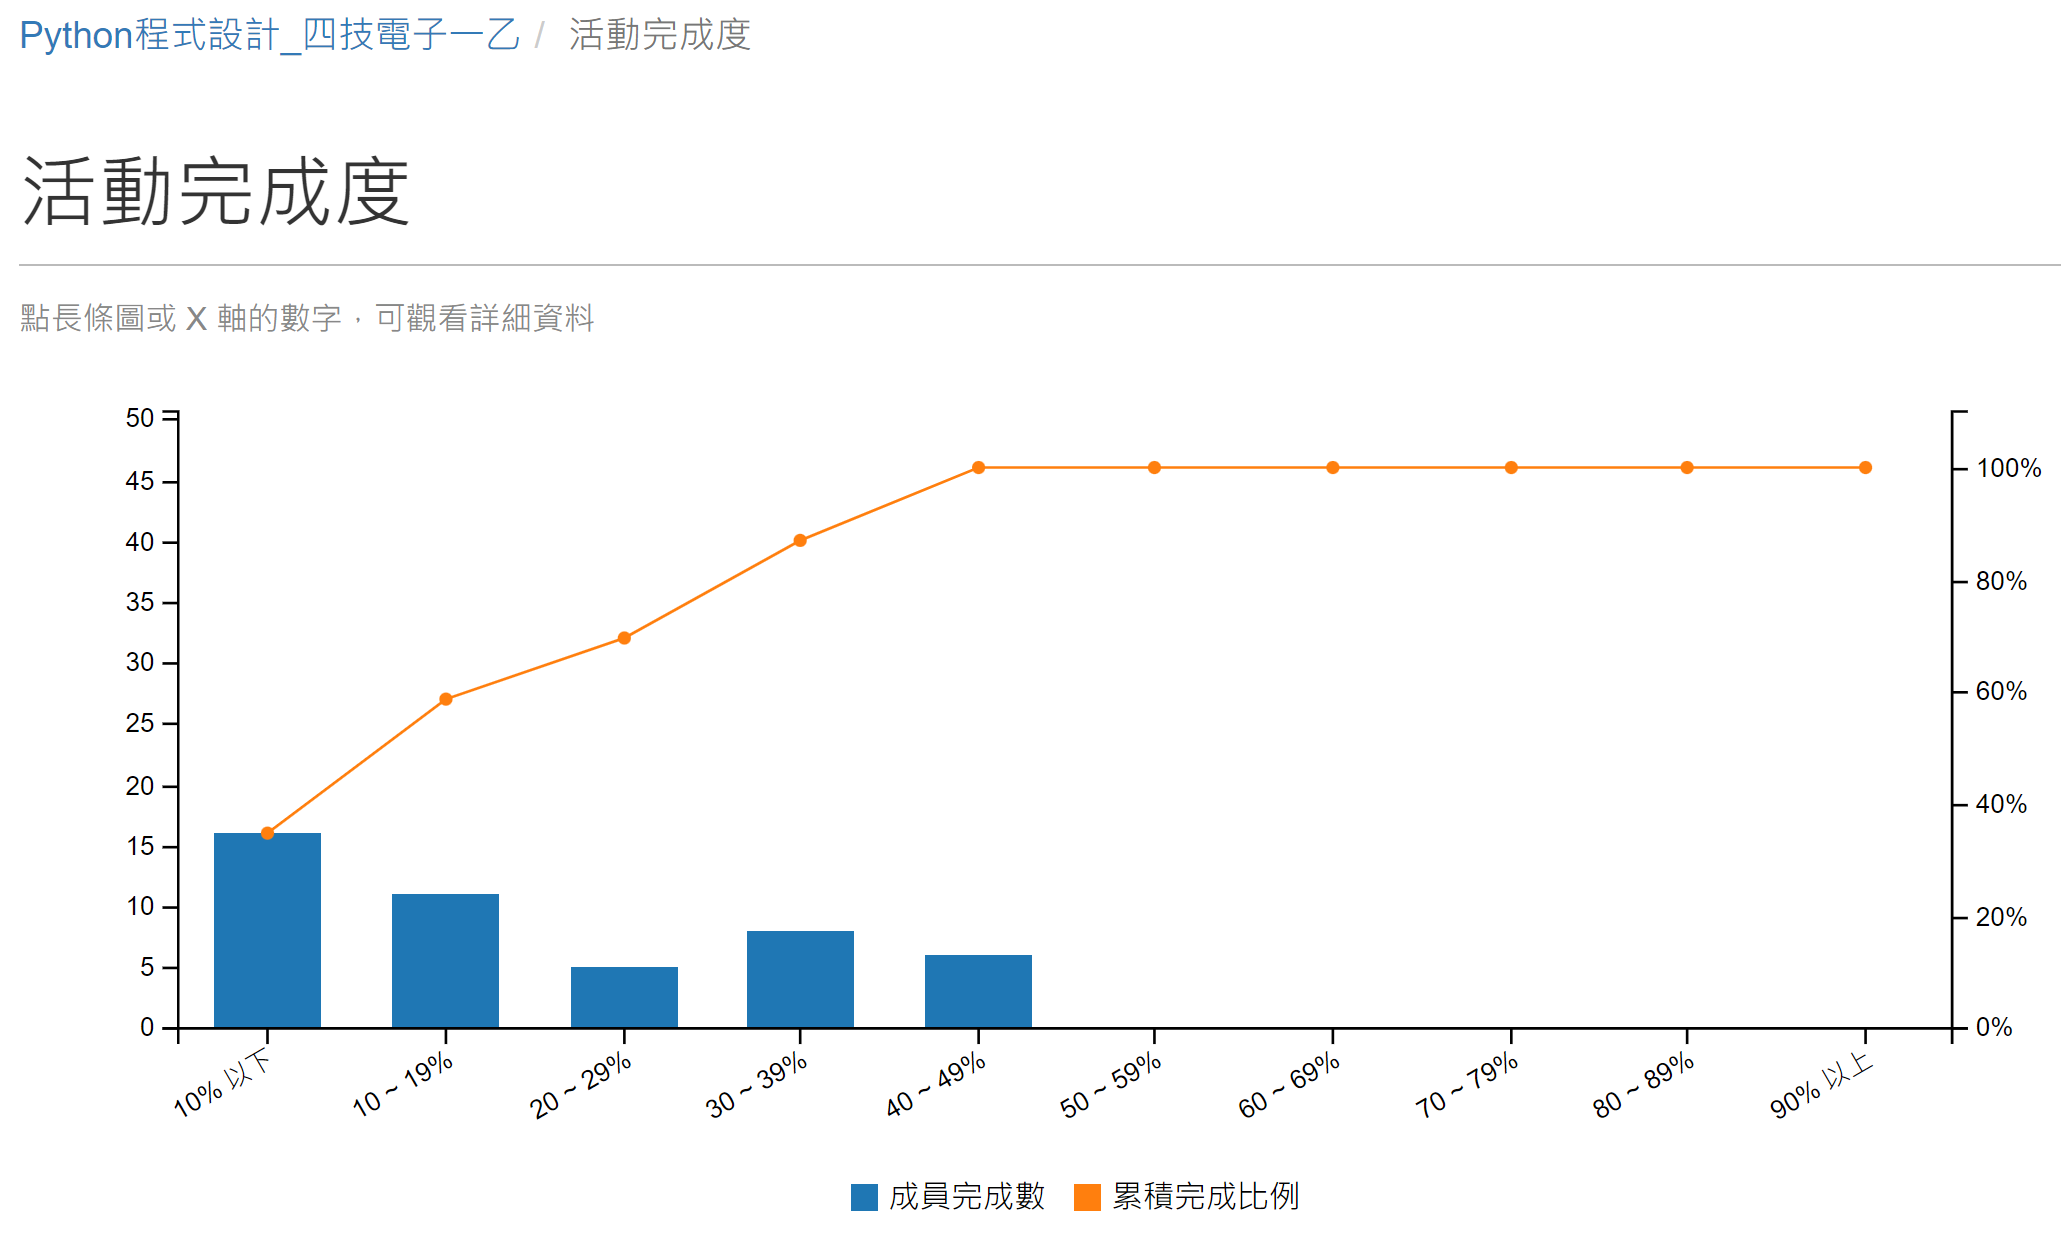 Python程式設計_四技電子一乙 / 活動完成度
活動完成度
點長條圖或 X 軸的數字，可觀看詳細資料
50
45
40
35
30
25
20
15
10
5
0
100%
80%
60%
40%
20%
0%
10% 以下
10 ~ 19%
20 ~ 29%
30 ~ 39%
40 ~ 49%
50 ~ 59%
60 ~ 69%
70 ~ 79%
80 ~ 89%
90% 以上
成員完成數 累積完成比例